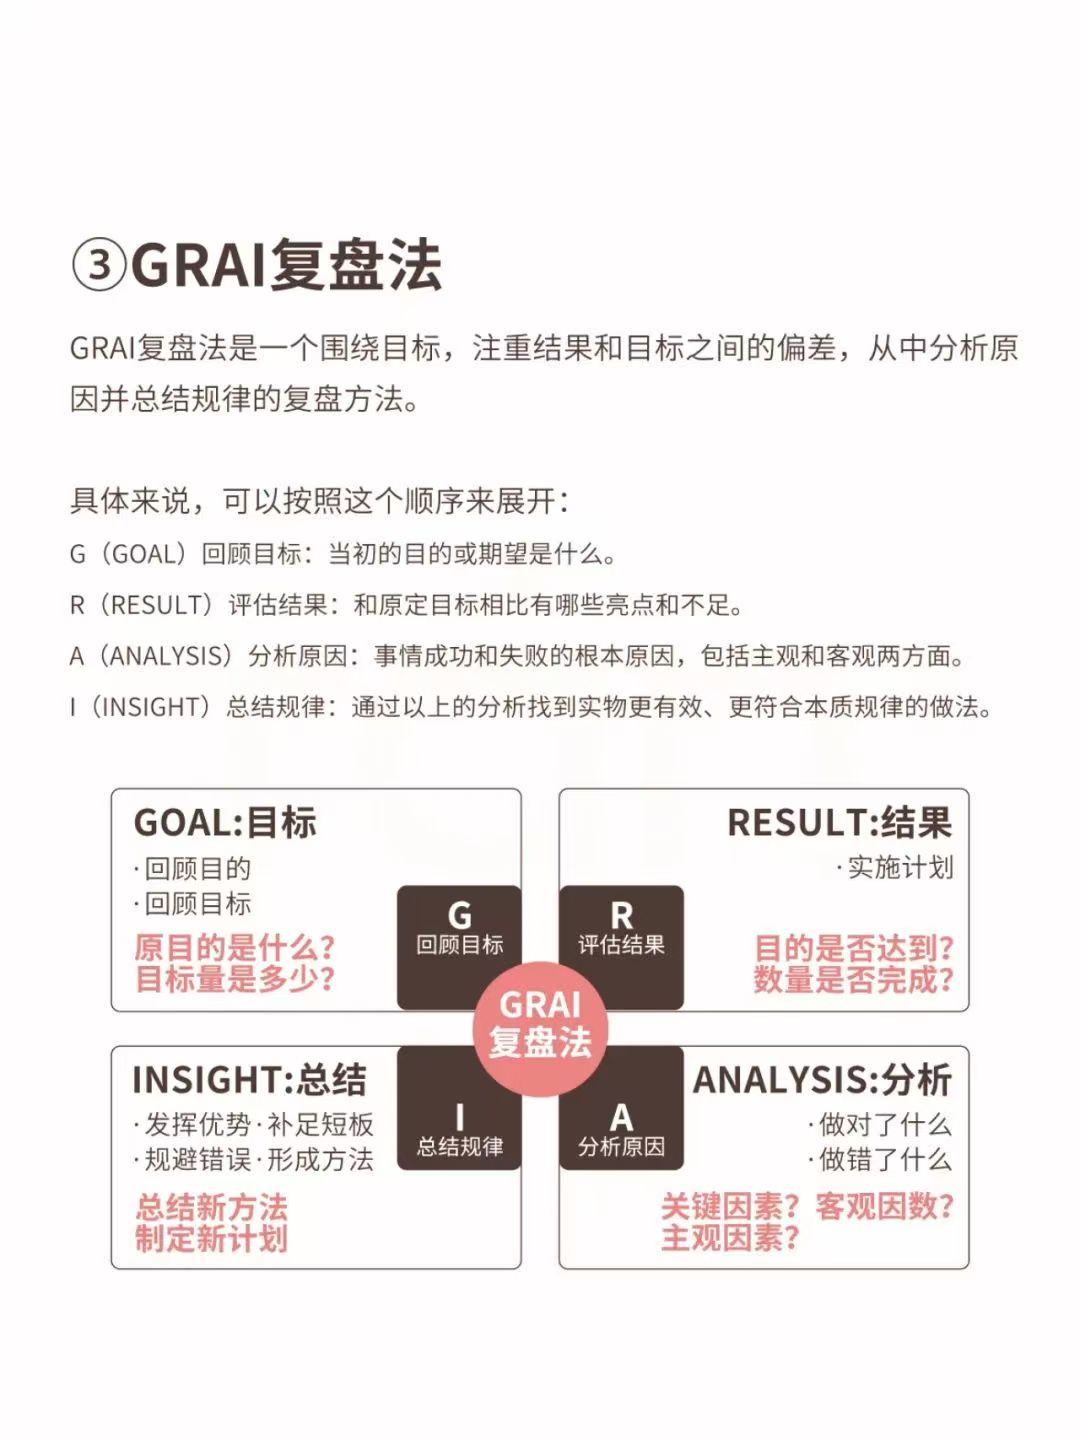 ③GRAI复盘法
GRAI复盘法是一个围绕目标，注重结果和目标之间的偏差，从中分析原
因并总结规律的复盘方法。
具体来说，可以按照这个顺序来展开：
G（GOAL）回顾目标：当初的目的或期望是什么。
R（RESULT）评估结果：和原定目标相比有哪些亮点和不足。
A（ANALYSIS）分析原因：事情成功和失败的根本原因，包括主观和客观两方面。
I（INSIGHT）总结规律：通过以上的分析找到实物更有效、更符合本质规律的做法。
GOAL:目标
·回顾目的
·回顾目标
原目的是什么？
目标量是多少？
G
回顾目标
RESULT:结果
·实施计划
R
评估结果
目的是否达到？
数量是否完成？
GRAI
复盘法
INSIGHT:总结
·发挥优势·补足短板
·规避错误·形成方法
总结新方法
制定新计划
I
总结规律
ANALYSIS:分析
·做对了什么
·做错了什么
A
分析原因
关键因素？客观因数？
主观因素？